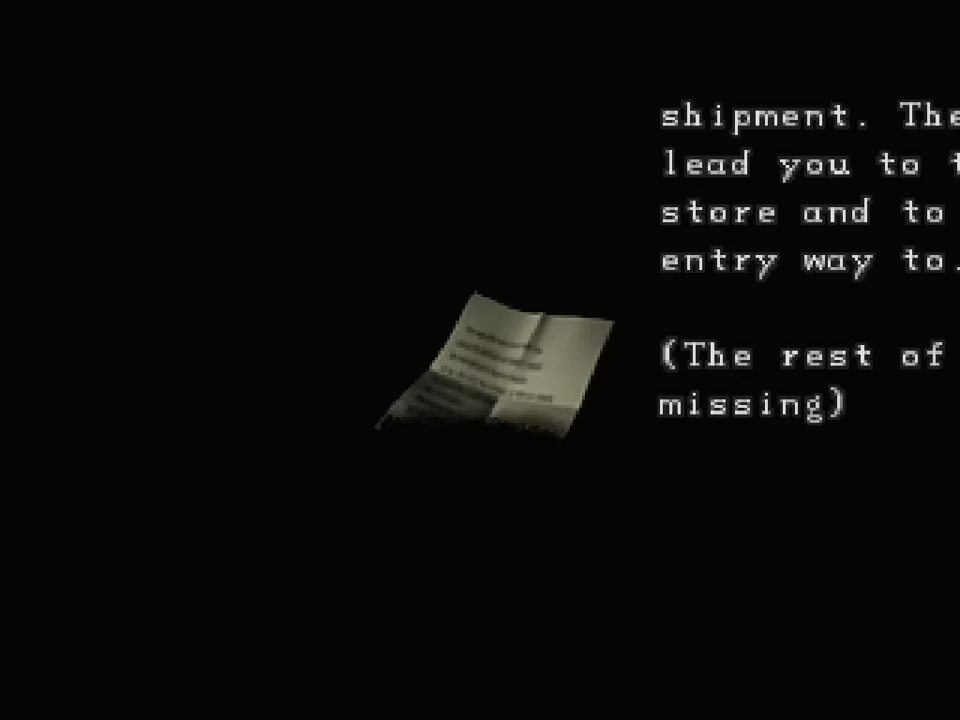 shipment. The
lead you to t
store and to
entry way to.
(The rest of
missing)